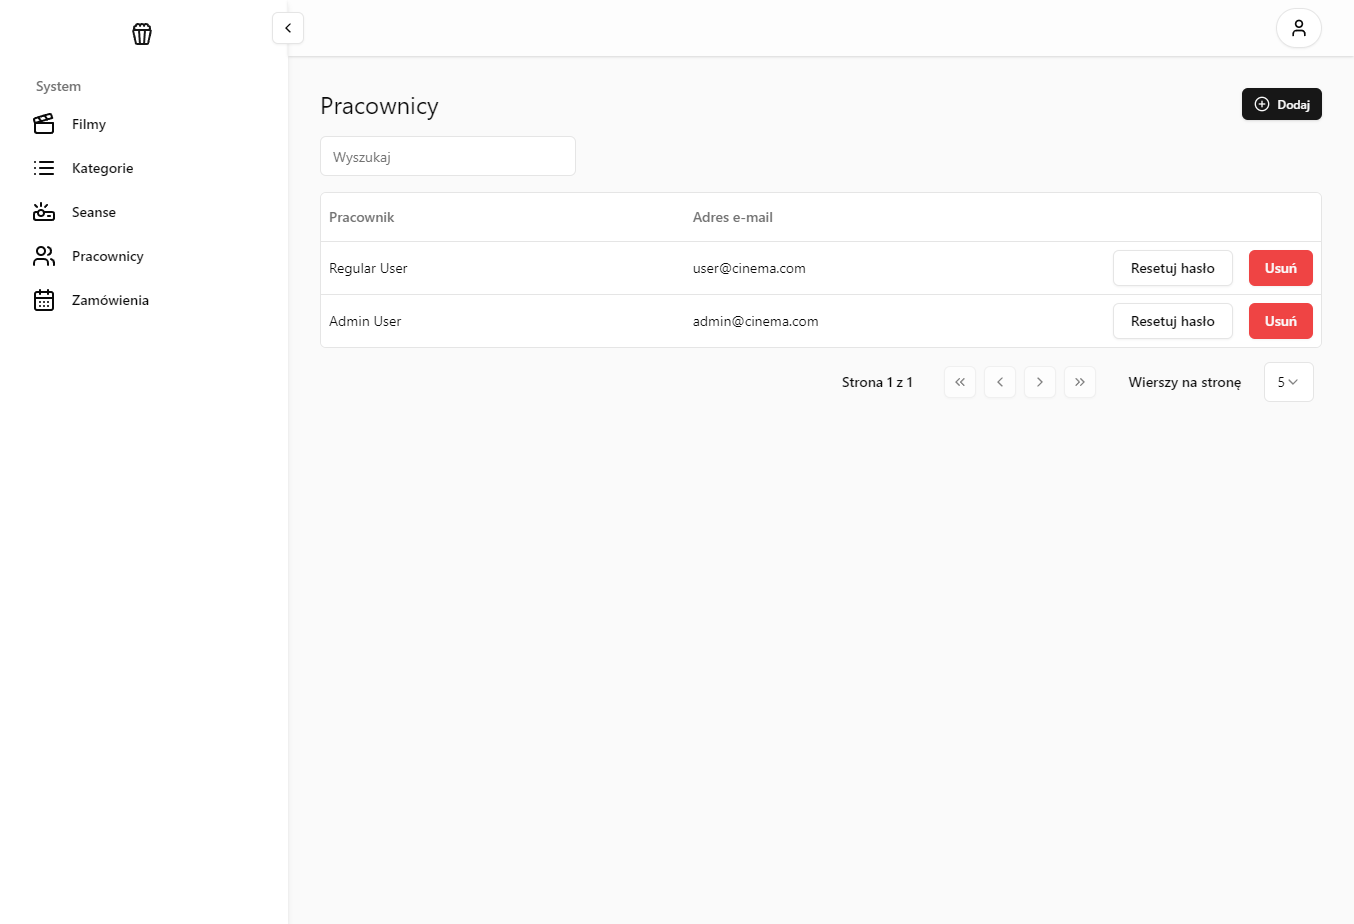 System
Filmy
Kategorie
Seanse
Pracownicy
Zamówienia
Pracownicy
Dodaj
Wyszukaj
Pracownik Adres e-mail
Regular User user@cinema.com Resetuj hasło Usuń
Admin User admin@cinema.com Resetuj hasło Usuń
Strona 1 z 1 Wierszy na stronę 5